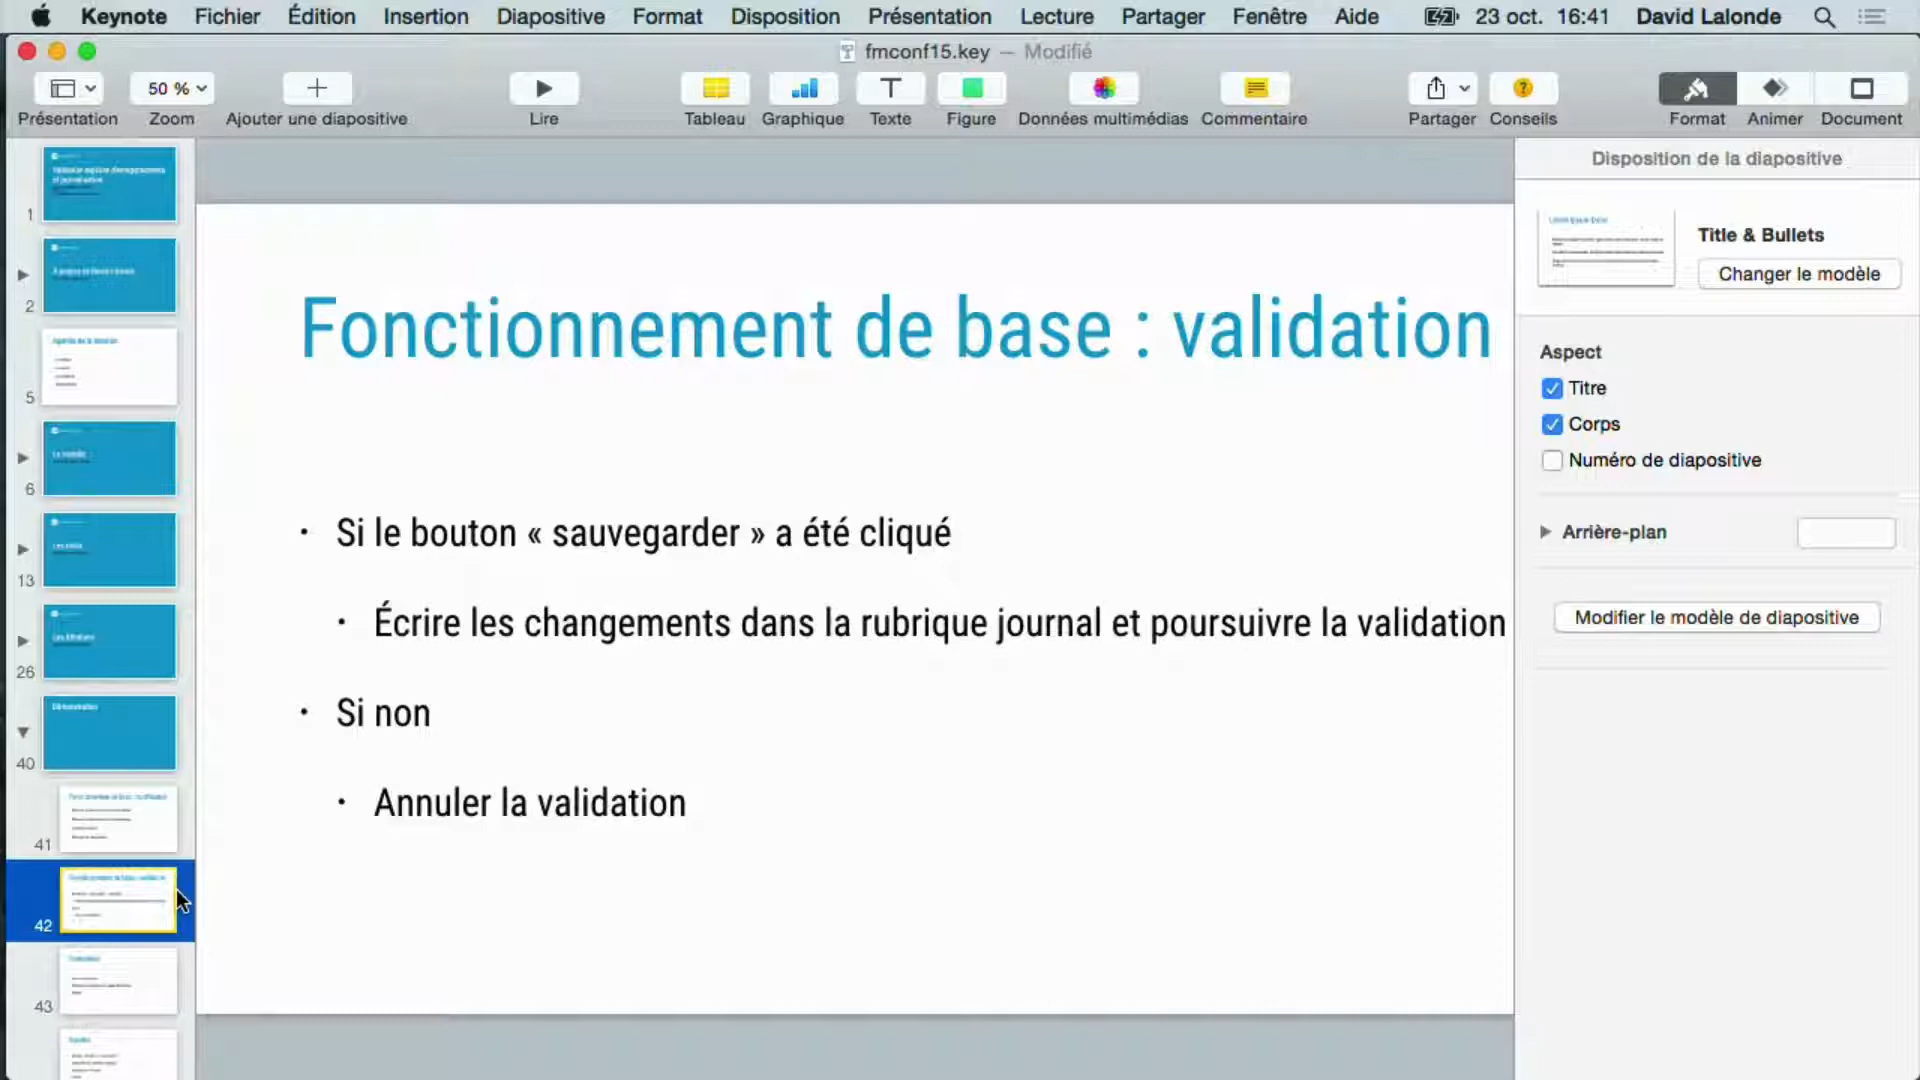 Keynote Fichier Édition Insertion Diapositive Format Disposition Présentation Lecture Partager Fenêtre Aide 23 oct. 16:41 David Lalonde
fmconf15.key — Modifié
50 %
Présentation Zoom Ajouter une diapositive Lire Tableau Graphique Texte Figure Données multimédias Commentaire Partager Conseils Format Animer Document
Disposition de la diapositive
Title & Bullets
Changer le modèle
Aspect
Titre
Corps
Numéro de diapositive
Arrière-plan
Modifier le modèle de diapositive
1
2
5
6
13
26
40
41
42
43
Fonctionnement de base : validation
• Si le bouton « sauvegarder » a été cliqué
• Écrire les changements dans la rubrique journal et poursuivre la validation
• Si non
• Annuler la validation